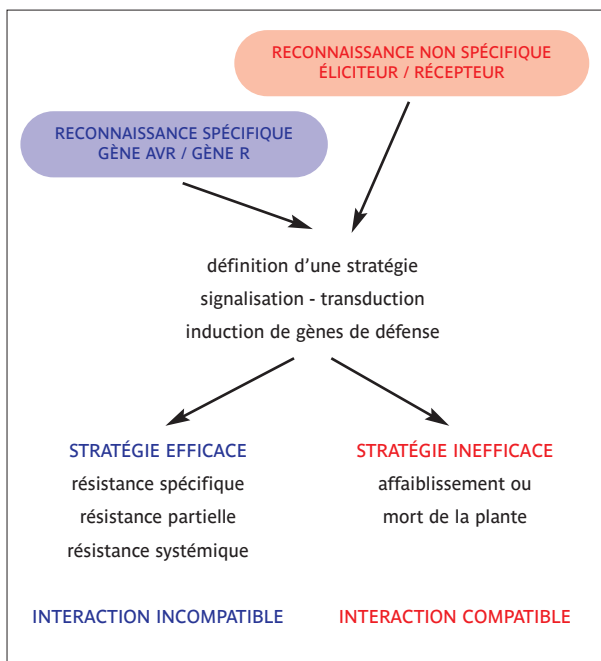 RECONNAISSANCE NON SPÉCIFIQUE
ÉLICITEUR / RÉCEPTEUR
RECONNAISSANCE SPÉCIFIQUE
GÈNE AVR / GÈNE R
définition d’une stratégie
signalisation - transduction
induction de gènes de défense
STRATÉGIE EFFICACE
résistance spécifique
résistance partielle
résistance systémique
STRATÉGIE INEFFICACE
affaiblissement ou
mort de la plante
INTERACTION INCOMPATIBLE
INTERACTION COMPATIBLE